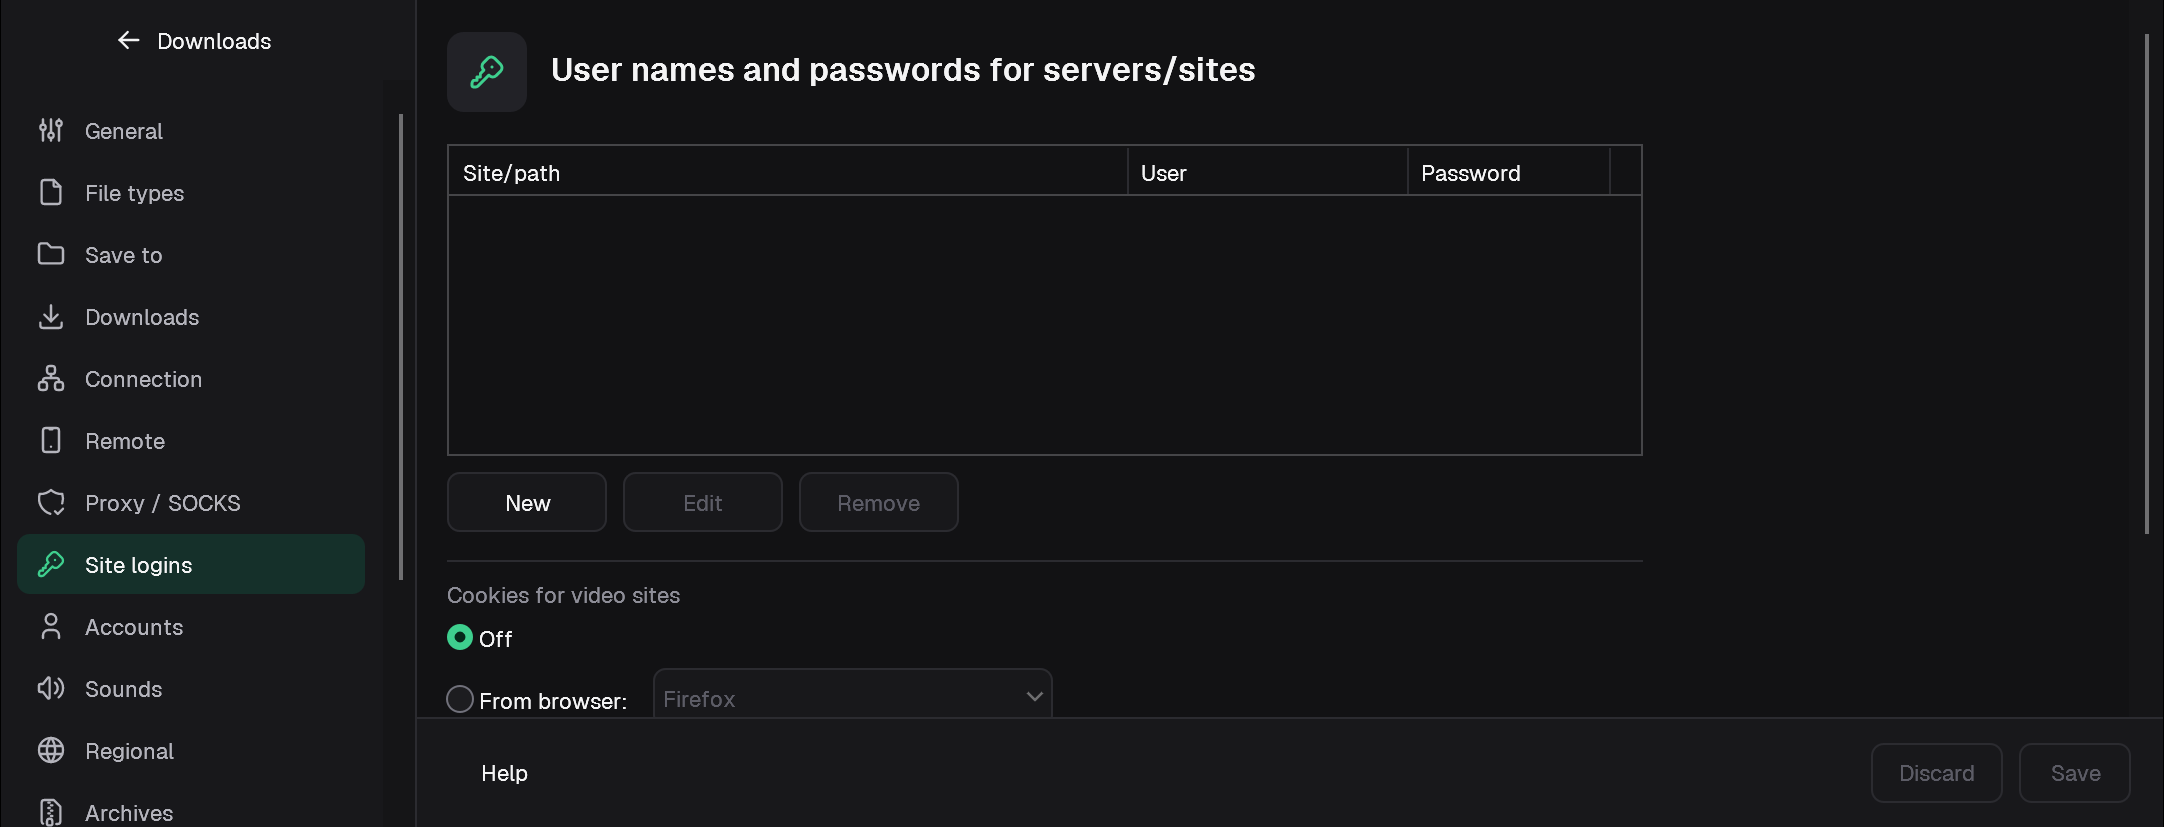 Downloads
General
File types
Save to
Downloads
Connection
Remote
Proxy / SOCKS
Site logins
Accounts
Sounds
Regional
Archives
User names and passwords for servers/sites
Site/path User Password
New Edit Remove
Cookies for video sites
Off
From browser: Firefox
Help Discard Save